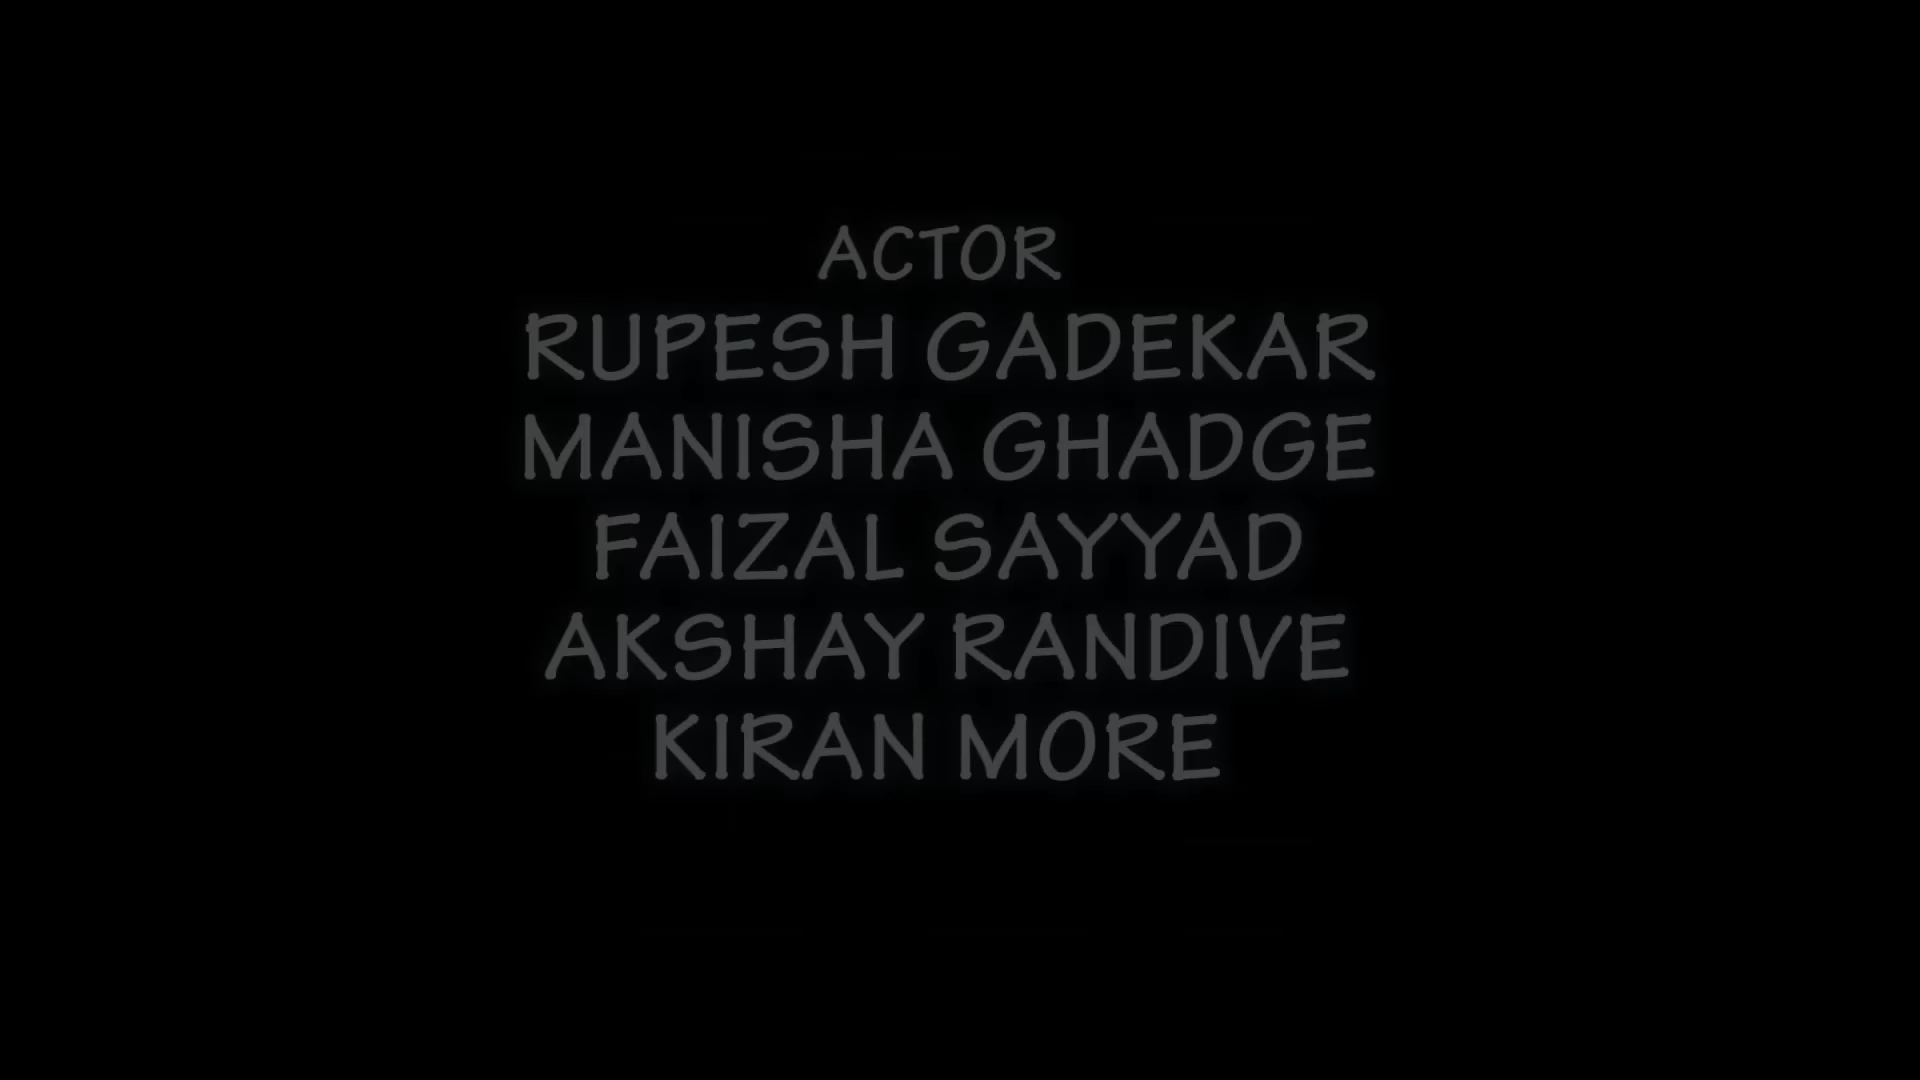 ACTOR
RUPESH GADEKAR
MANISHA GHADGE
FAIZAL SAYYAD
AKSHAY RANDIVE
KIRAN MORE